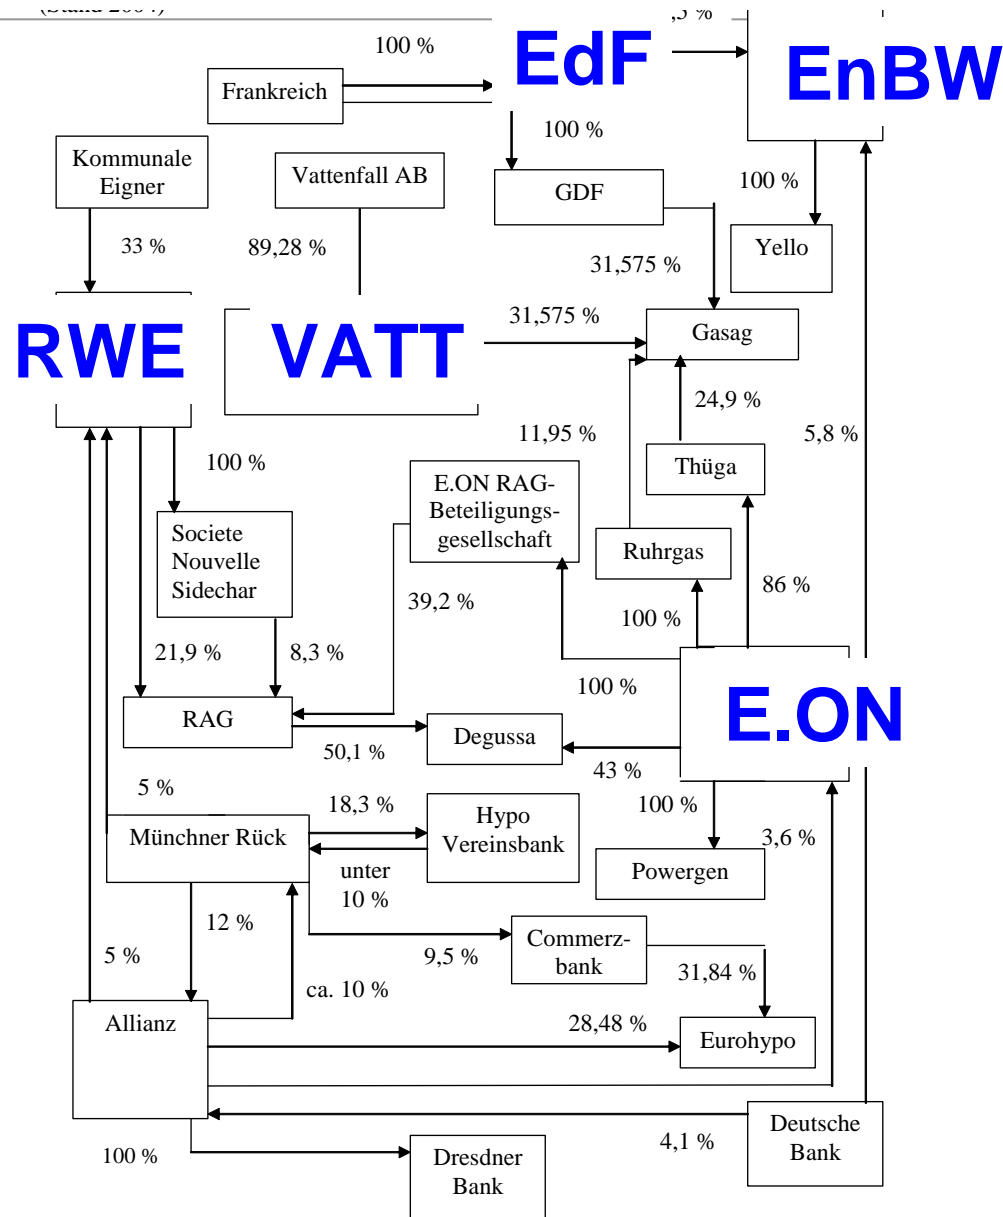 100 %
EdF
EnBW
Frankreich
100 %
Kommunale
Eigner
Vattenfall AB
GDF
100 %
33 %
89,28 %
31,575 %
Yello
RWE
VATT
31,575 %
Gasag
24,9 %
11,95 %
5,8 %
100 %
E.ON RAG-
Beteiligungs-
gesellschaft
Thüga
Societe
Nouvelle
Sidechar
Ruhrgas
39,2 %
86 %
100 %
21,9 %
8,3 %
100 %
RAG
E.ON
50,1 %
Degussa
43 %
5 %
18,3 %
Hypo
Vereinsbank
100 %
Münchner Rück
3,6 %
unter
10 %
Powergen
12 %
9,5 %
Commerz-
bank
5 %
ca. 10 %
31,84 %
Allianz
28,48 %
Eurohypo
4,1 %
Deutsche
Bank
100 %
Dresdner
Bank